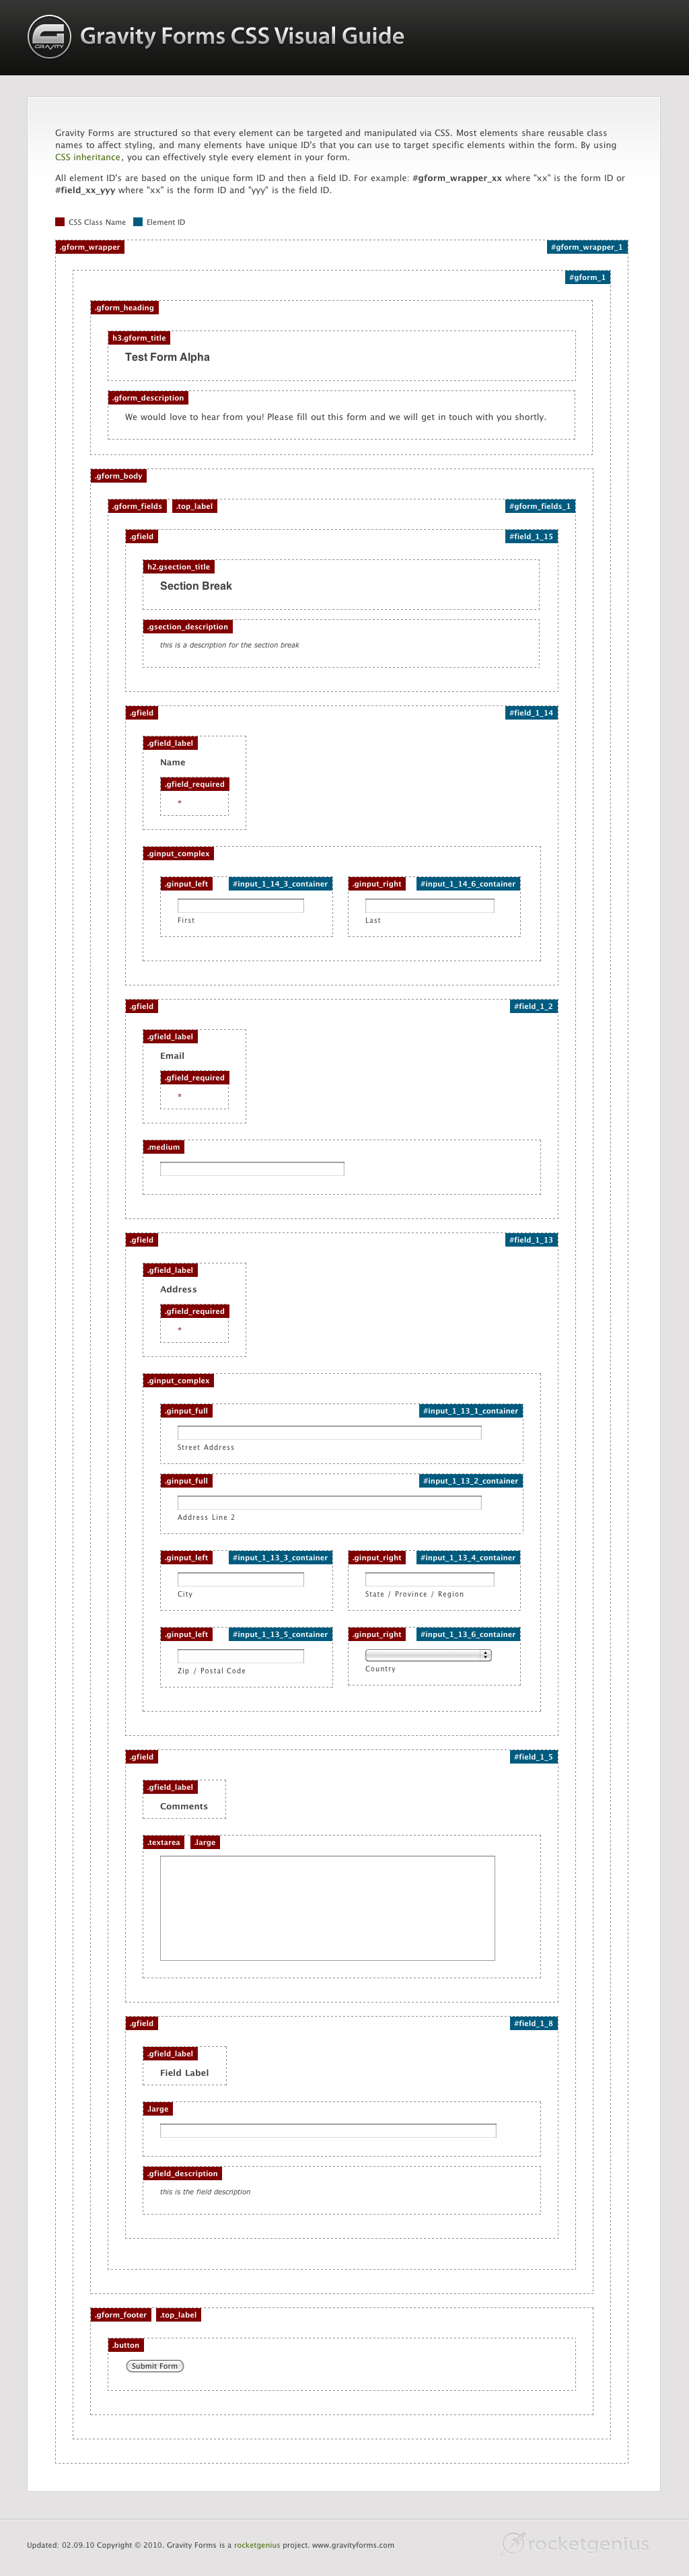 GRAVITY
Gravity Forms CSS Visual Guide
Gravity Forms are structured so that every element can be targeted and manipulated via CSS. Most elements share reusable class
names to affect styling, and many elements have unique ID's that you can use to target specific elements within the form. By using
CSS inheritance, you can effectively style every element in your form.
All element ID's are based on the unique form ID and then a field ID. For example: #gform_wrapper_xx where "xx" is the form ID or
#field_xx_yyy where "xx" is the form ID and "yyy" is the field ID.
CSS Class Name Element ID
.gform_wrapper #gform_wrapper_1
#gform_1
.gform_heading
h3.gform_title
Test Form Alpha
.gform_description
We would love to hear from you! Please fill out this form and we will get in touch with you shortly.
.gform_body
.gform_fields .top_label #gform_fields_1
.gfield #field_1_15
h2.gsection_title
Section Break
.gsection_description
this is a description for the section break
.gfield #field_1_14
.gfield_label
Name
.gfield_required
*
.ginput_complex
.ginput_left #input_1_14_3_container .ginput_right #input_1_14_6_container
First Last
.gfield #field_1_2
.gfield_label
Email
.gfield_required
*
.medium
.gfield #field_1_13
.gfield_label
Address
.gfield_required
*
.ginput_complex
.ginput_full #input_1_13_1_container
Street Address
.ginput_full #input_1_13_2_container
Address Line 2
.ginput_left #input_1_13_3_container .ginput_right #input_1_13_4_container
City State / Province / Region
.ginput_left #input_1_13_5_container .ginput_right #input_1_13_6_container
Zip / Postal Code Country
.gfield #field_1_5
.gfield_label
Comments
.textarea .large
.gfield #field_1_8
.gfield_label
Field Label
.large
.gfield_description
this is the field description
.gform_footer .top_label
.button
Submit Form
Updated: 02.09.10 Copyright © 2010. Gravity Forms is a rocketgenius project. www.gravityforms.com
rocketgenius